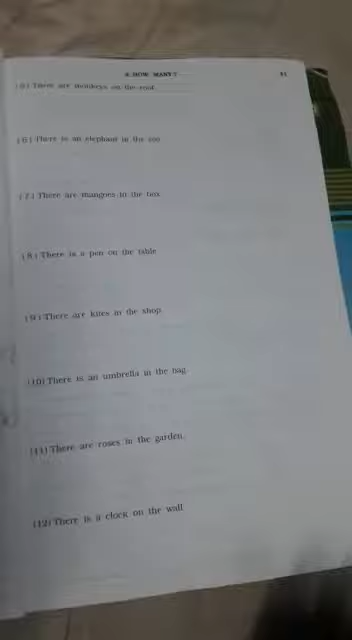 4. HOW MANY? 51
(5) There are monkeys on the roof.
(6) There is an elephant in the zoo.
(7) There are mangoes in the box.
(8) There is a pen on the table.
(9) There are kites in the shop.
(10) There is an umbrella in the bag.
(11) There are roses in the garden.
(12) There is a clock on the wall.